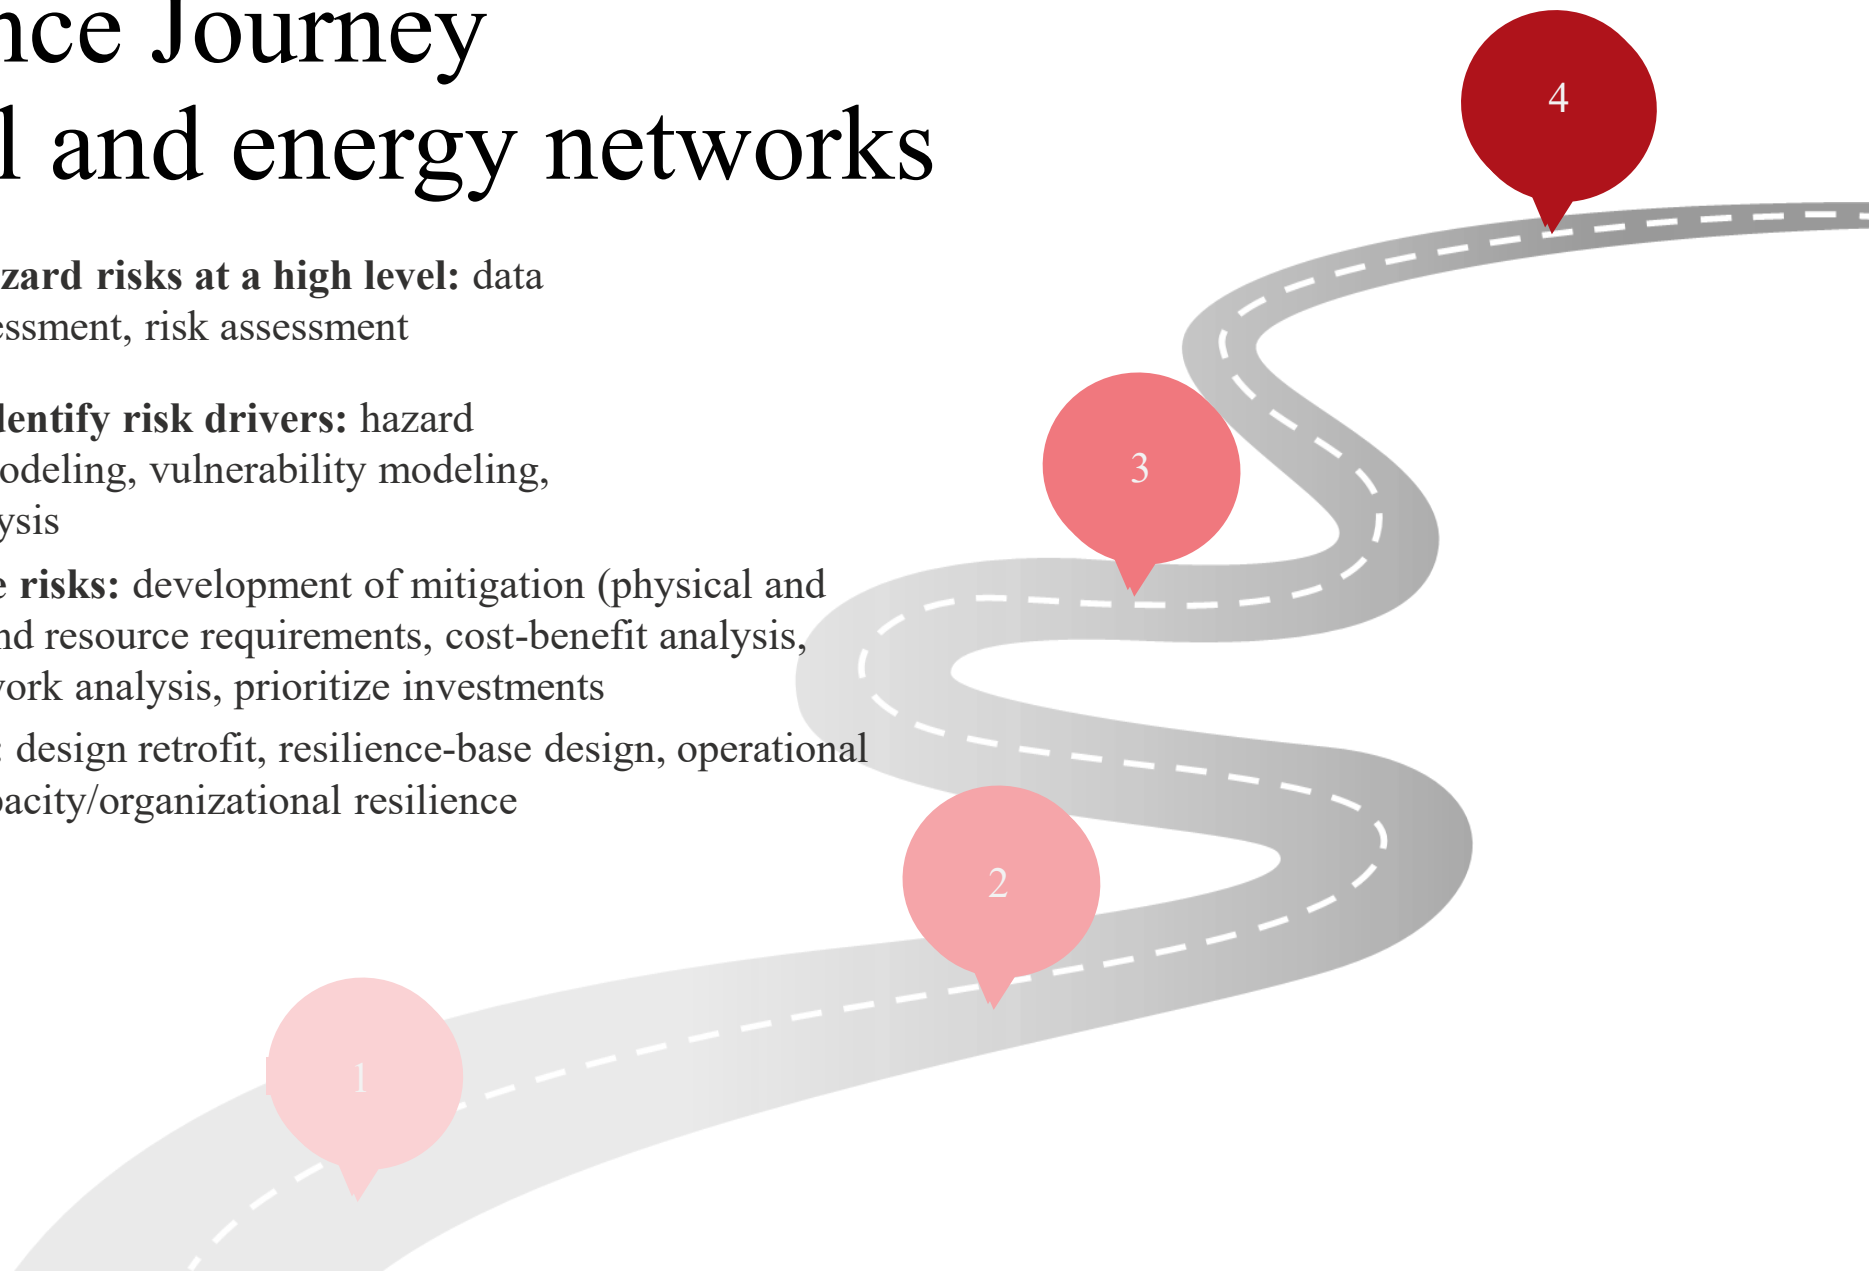 nce Journey
l and energy networks
zard risks at a high level: data
essment, risk assessment
dentify risk drivers: hazard
odeling, vulnerability modeling,
ysis
e risks: development of mitigation (physical and
nd resource requirements, cost-benefit analysis,
work analysis, prioritize investments
: design retrofit, resilience-base design, operational
pacity/organizational resilience
4
3
2
1